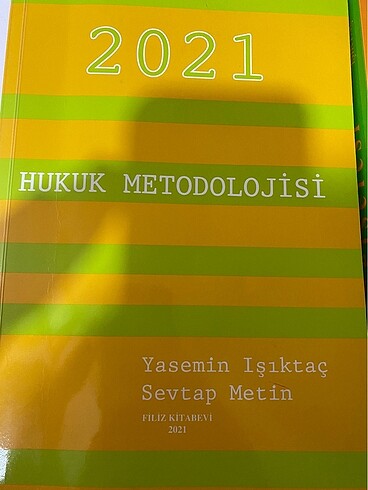 2021
HUKUK METODOLOJİSİ
Yasemin Işıktaç
Sevtap Metin
FİLİZ KİTABEVİ
2021